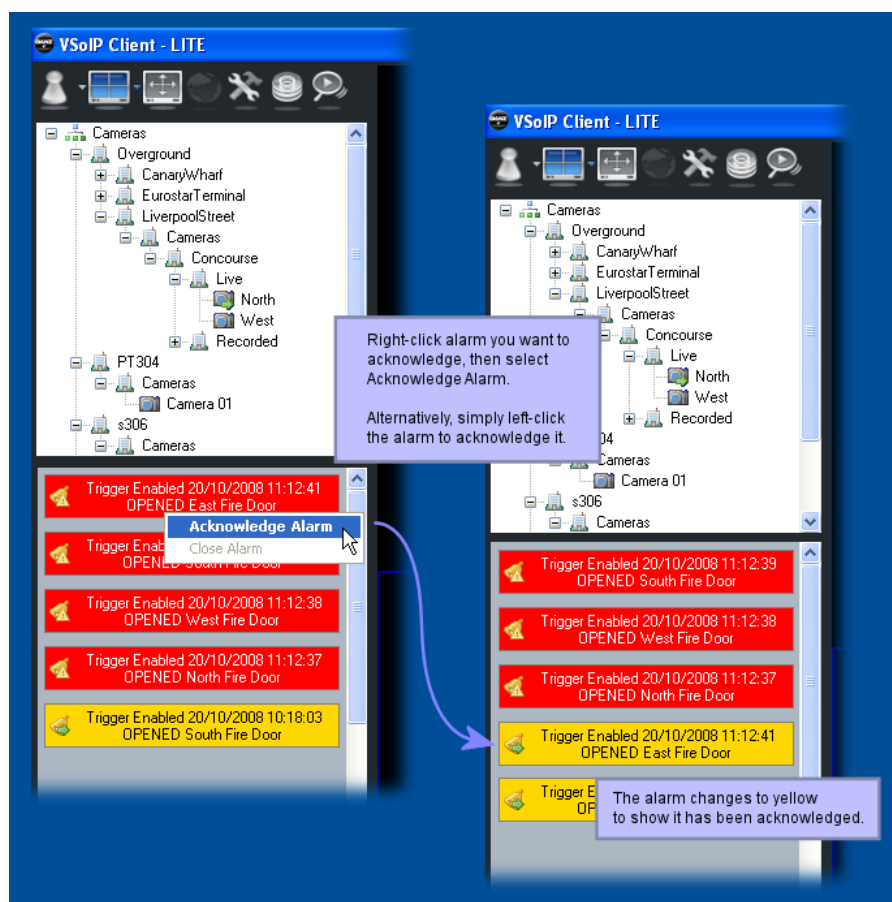 VSoIP Client - LITE
Cameras
Overground
CanaryWharf
EurostarTerminal
LiverpoolStreet
Cameras
Concourse
Live
North
West
Recorded
PT304
Cameras
Camera 01
s306
Cameras
Trigger Enabled 20/10/2008 11:12:41
OPENED East Fire Door
Acknowledge Alarm
Close Alarm
Trigger Enab
OPENED South Fire Door
Trigger Enabled 20/10/2008 11:12:38
OPENED West Fire Door
Trigger Enabled 20/10/2008 11:12:37
OPENED North Fire Door
Trigger Enabled 20/10/2008 10:18:03
OPENED South Fire Door
Right-click alarm you want to
acknowledge, then select
Acknowledge Alarm.
Alternatively, simply left-click
the alarm to acknowledge it.
VSoIP Client - LITE
Cameras
Overground
CanaryWharf
EurostarTerminal
LiverpoolStreet
Cameras
Concourse
Live
North
West
Recorded
04
Cameras
Camera 01
s306
Cameras
Trigger Enabled 20/10/2008 11:12:39
OPENED South Fire Door
Trigger Enabled 20/10/2008 11:12:38
OPENED West Fire Door
Trigger Enabled 20/10/2008 11:12:37
OPENED North Fire Door
Trigger Enabled 20/10/2008 11:12:41
OPENED East Fire Door
Trigger E
OP
The alarm changes to yellow
to show it has been acknowledged.